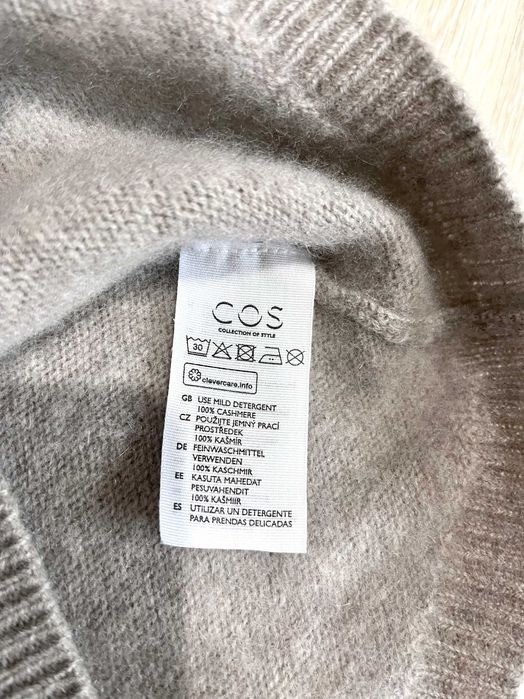 COS
COLLECTION OF STYLE
30
clevercare.info
GB USE MILD DETERGENT
100% CASHMERE
CZ POUŽIJTE JEMNÝ PRACÍ
PROSTŘEDEK
100% KAŠMÍR
DE FEINWASCHMITTEL
VERWENDEN
100% KASCHMIR
EE KASUTA MAHEDAT
PESUVAHENDIT
100% KAŠMIIR
ES UTILIZAR UN DETERGENTE
PARA PRENDAS DELICADAS